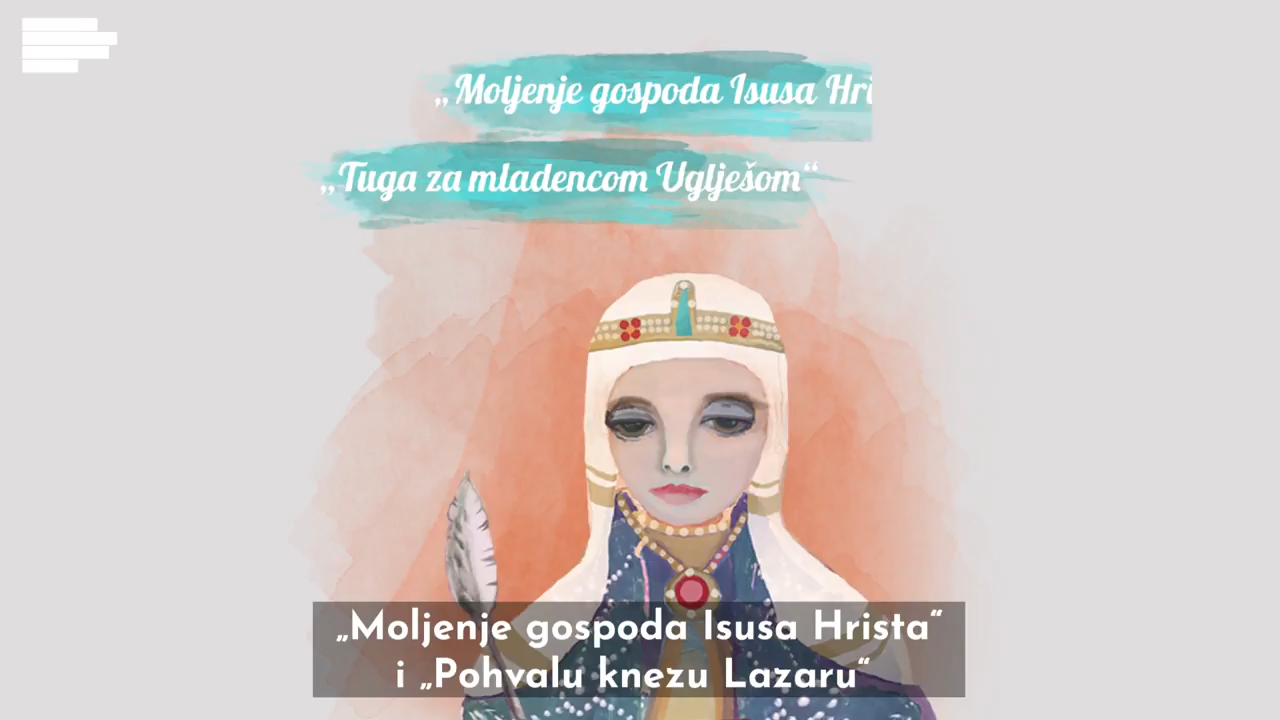 „Moljenje gospoda Isusa Hri
„Tuga za mladencom Uglješom“
„Moljenje gospoda Isusa Hrista“
i „Pohvalu knezu Lazaru“